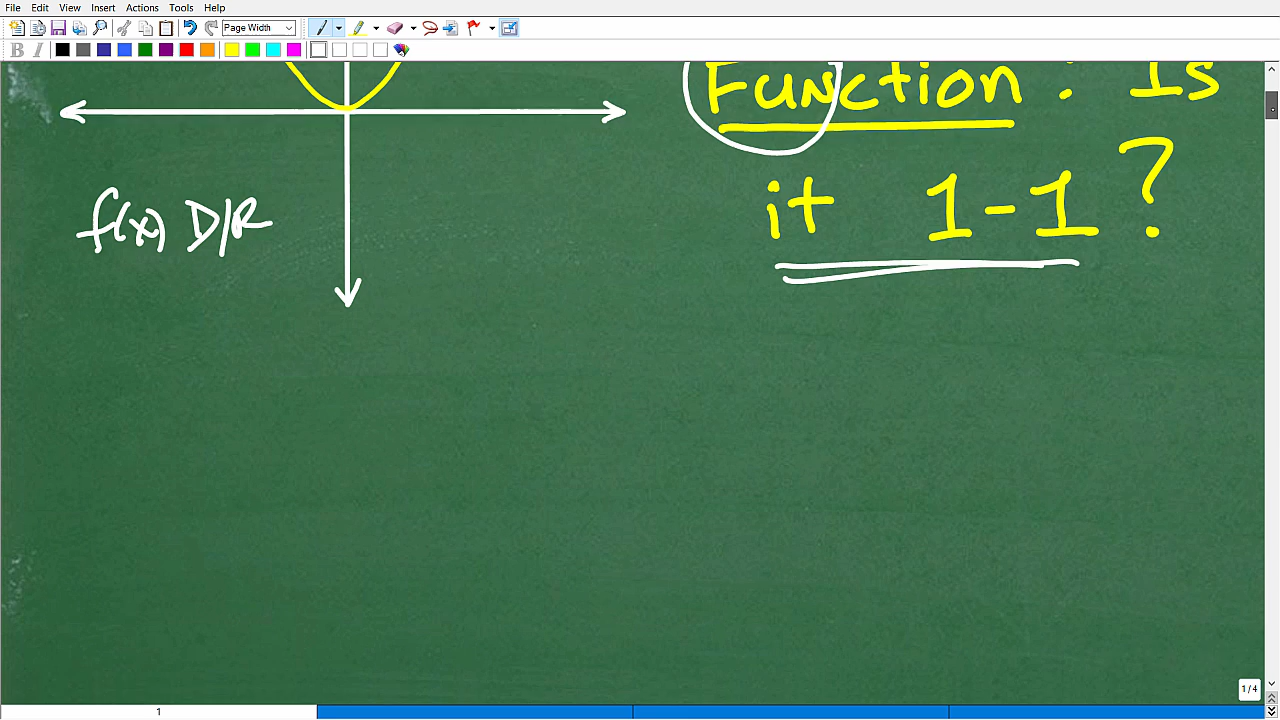 File Edit View Insert Actions Tools Help
Page Width
B I
Function : Is
it 1-1 ?
f(x) D/R
1/4
1